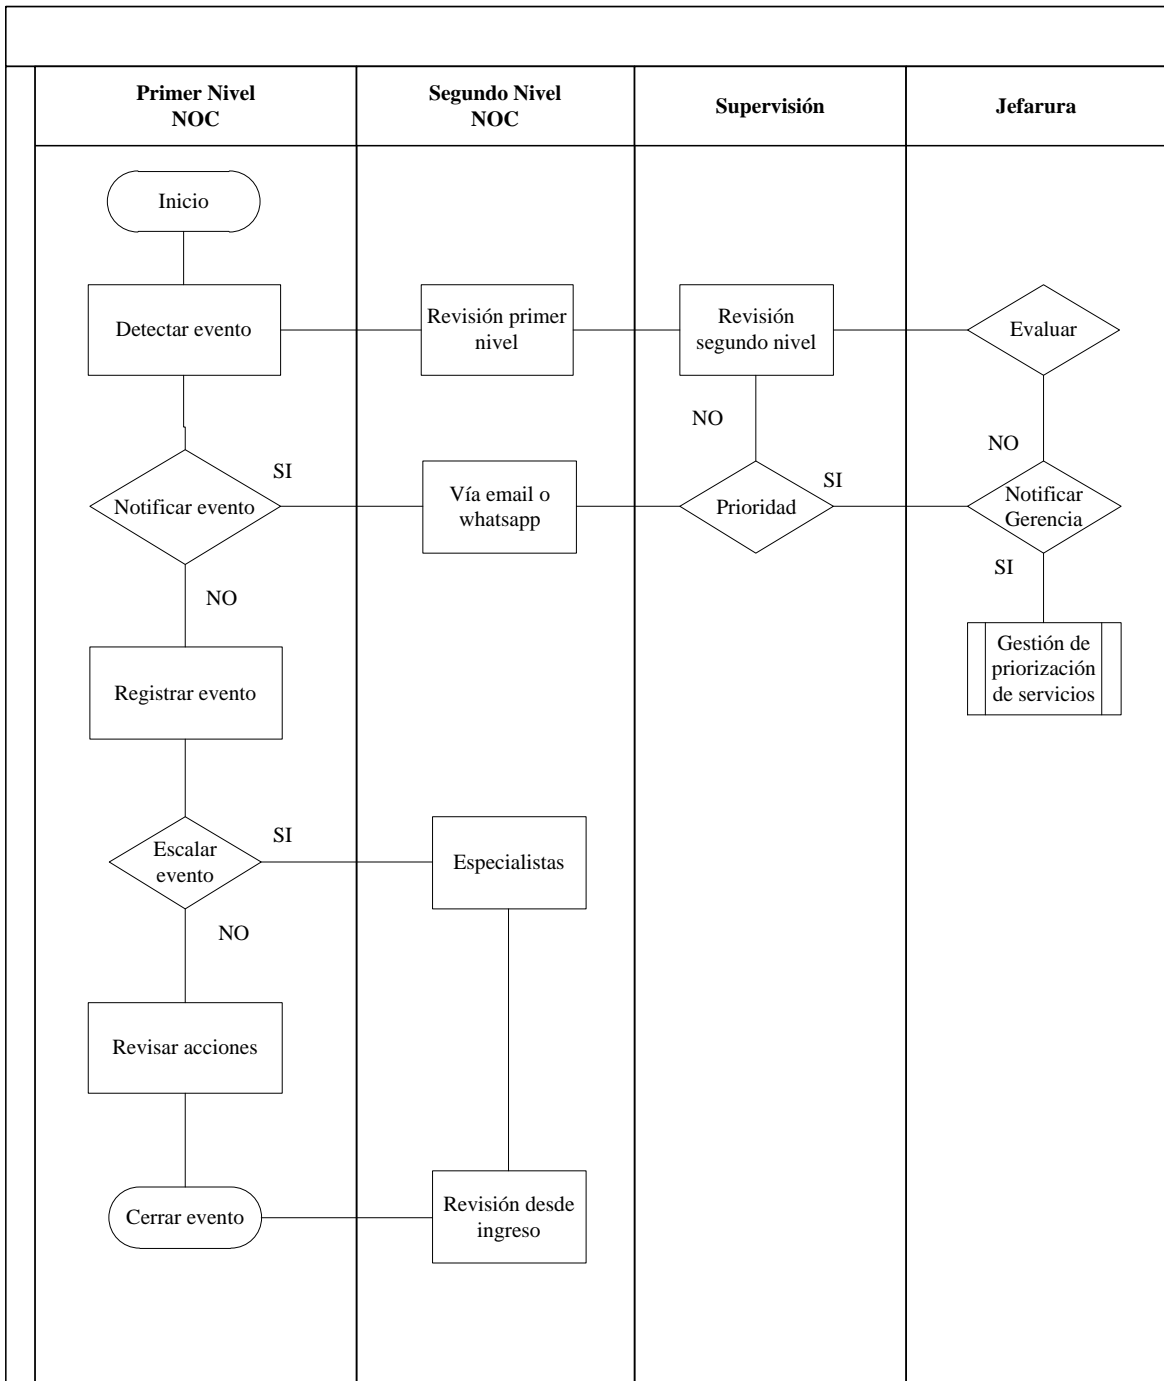 Primer Nivel
NOC
Segundo Nivel
NOC
Supervisión
Jefarura
Inicio
Detectar evento
Revisión primer
nivel
Revisión
segundo nivel
Evaluar
NO
NO
SI
SI
Notificar evento
Vía email o
whatsapp
Prioridad
Notificar
Gerencia
SI
NO
Gestión de
priorización
de servicios
Registrar evento
SI
Escalar
evento
Especialistas
NO
Revisar acciones
Cerrar evento
Revisión desde
ingreso